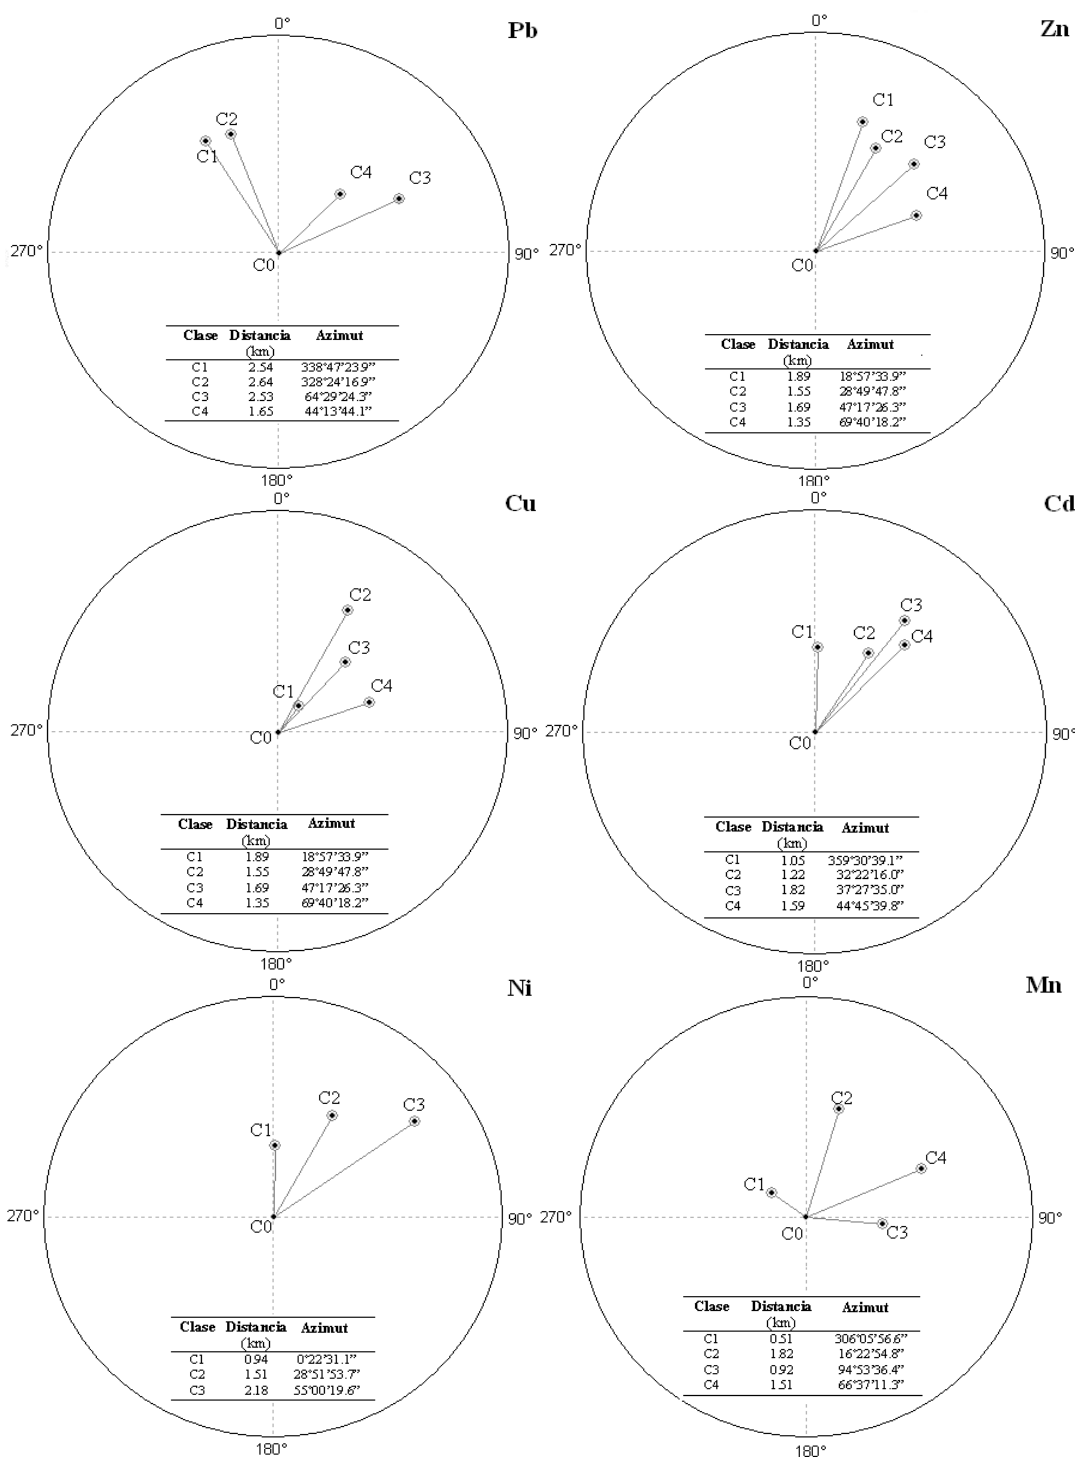 0°
Pb
C2
C1
C4
C3
270°
90°
C0
Clase Distancia Azimut
(km)
C1 2.54 338°47'23.9"
C2 2.64 328°24'16.9"
C3 2.53 64°29'24.3"
C4 1.65 44°13'44.1"
180°
0°
Zn
C1
C2
C3
C4
270°
90°
C0
Clase Distancia Azimut
(km)
C1 1.89 18°57'33.9"
C2 1.55 28°49'47.8"
C3 1.69 47°17'26.3"
C4 1.35 69°40'18.2"
180°
0°
Cu
C2
C3
C1
C4
270°
90°
C0
Clase Distancia Azimut
(km)
C1 1.89 18°57'33.9"
C2 1.55 28°49'47.8"
C3 1.69 47°17'26.3"
C4 1.35 69°40'18.2"
180°
0°
Cd
C3
C1
C2
C4
270°
90°
C0
Clase Distancia Azimut
(km)
C1 1.05 359°30'39.1"
C2 1.22 32°22'16.0"
C3 1.82 37°27'35.0"
C4 1.59 44°45'39.8"
180°
0°
Ni
C2
C3
C1
270°
90°
C0
Clase Distancia Azimut
(km)
C1 0.94 0°22'31.1"
C2 1.51 28°51'53.7"
C3 2.18 55°00'19.6"
180°
0°
Mn
C2
C4
C1
270°
90°
C0
C3
Clase Distancia Azimut
(km)
C1 0.51 306°05'56.6"
C2 1.82 16°22'54.8"
C3 0.92 94°53'36.4"
C4 1.51 66°37'11.3"
180°